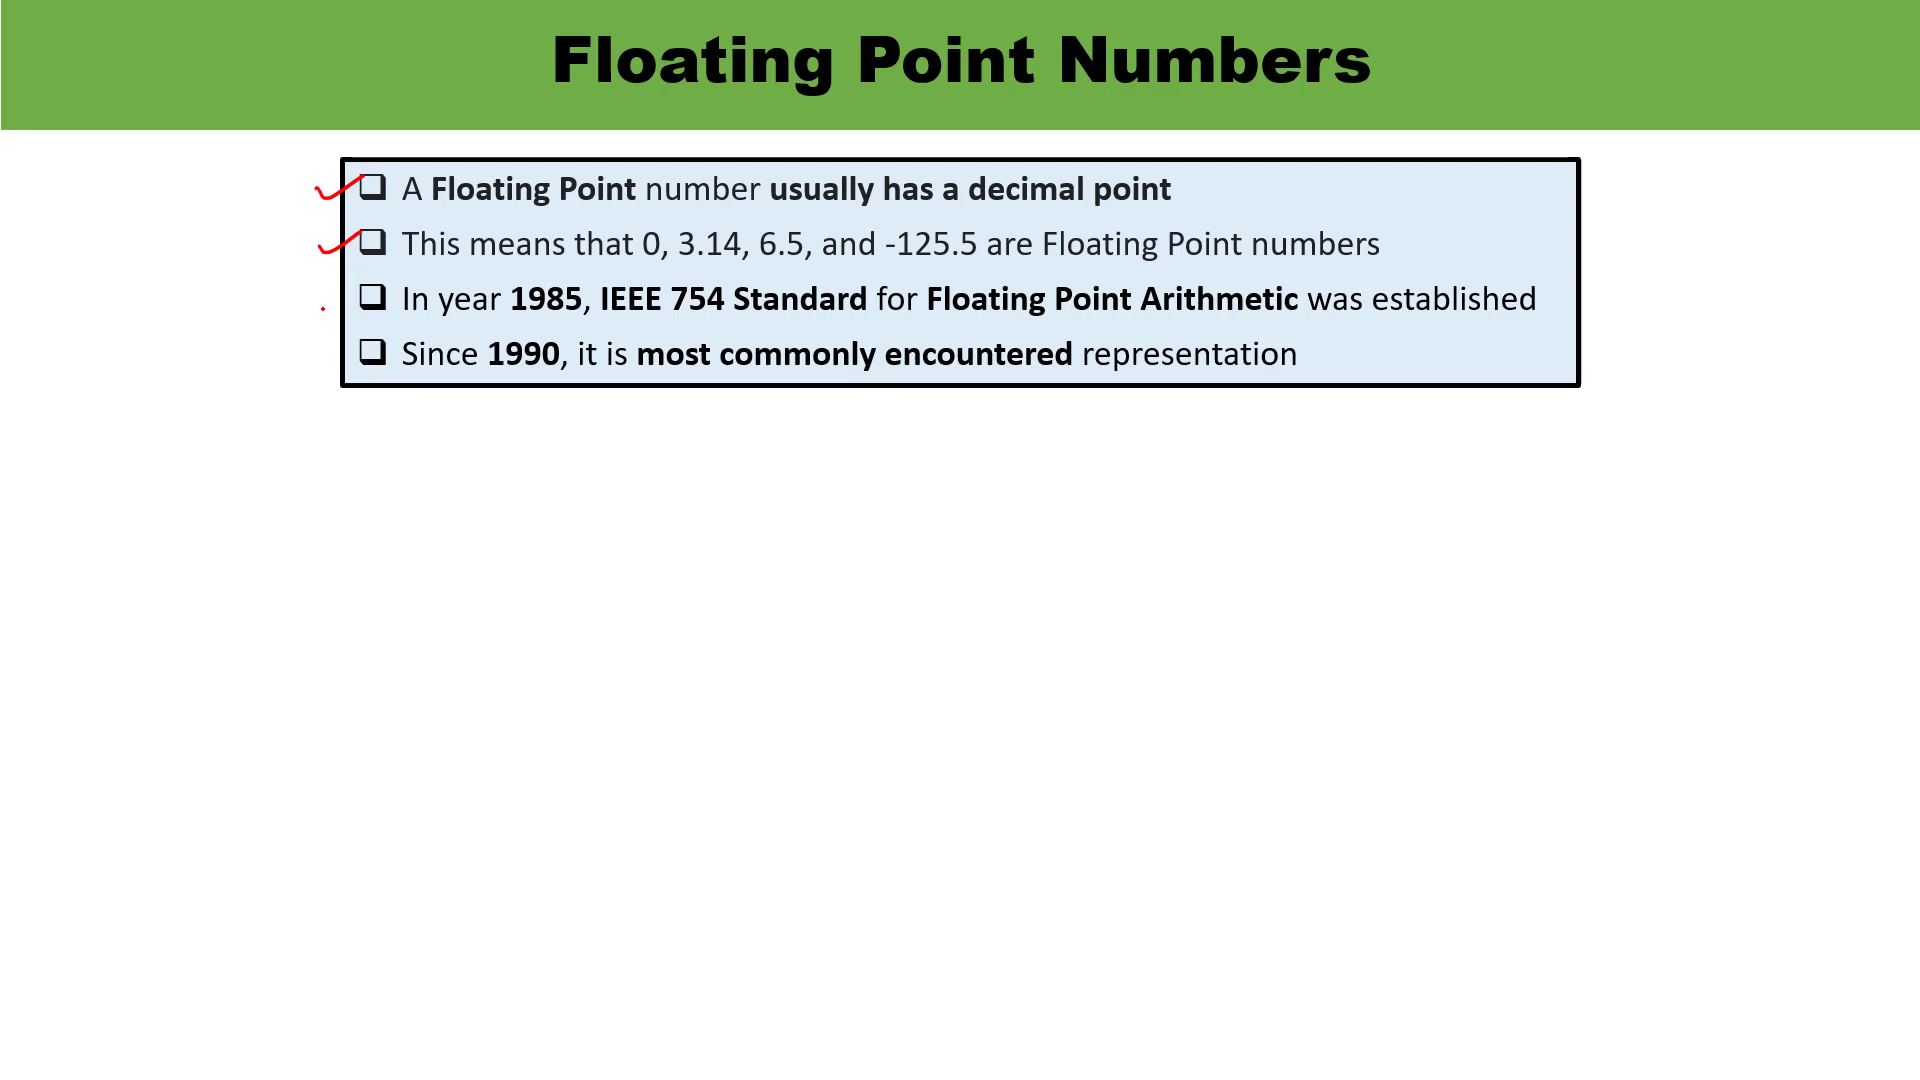 Floating Point Numbers
❑ A Floating Point number usually has a decimal point
❑ This means that 0, 3.14, 6.5, and -125.5 are Floating Point numbers
❑ In year 1985, IEEE 754 Standard for Floating Point Arithmetic was established
❑ Since 1990, it is most commonly encountered representation